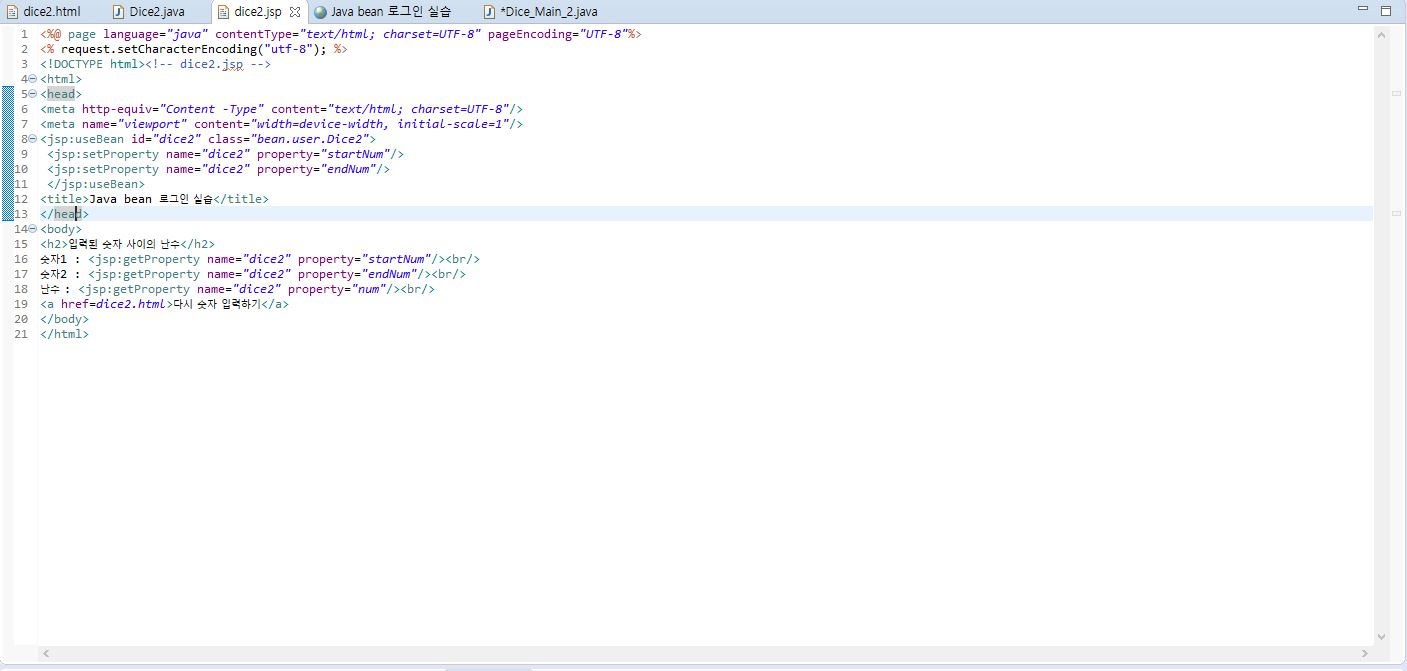 dice2.html Dice2.java dice2.jsp Java bean 로그인 실습 *Dice_Main_2.java
1 <%@ page language="java" contentType="text/html; charset=UTF-8" pageEncoding="UTF-8"%>
2 <% request.setCharacterEncoding("utf-8"); %>
3 <!DOCTYPE html><!-- dice2.jsp -->
4 <html>
5 <head>
6 <meta http-equiv="Content -Type" content="text/html; charset=UTF-8"/>
7 <meta name="viewport" content="width=device-width, initial-scale=1"/>
8 <jsp:useBean id="dice2" class="bean.user.Dice2">
9 <jsp:setProperty name="dice2" property="startNum"/>
10 <jsp:setProperty name="dice2" property="endNum"/>
11 </jsp:useBean>
12 <title>Java bean 로그인 실습</title>
13 </head>
14 <body>
15 <h2>입력된 숫자 사이의 난수</h2>
16 숫자1 : <jsp:getProperty name="dice2" property="startNum"/><br/>
17 숫자2 : <jsp:getProperty name="dice2" property="endNum"/><br/>
18 난수 : <jsp:getProperty name="dice2" property="num"/><br/>
19 <a href=dice2.html>다시 숫자 입력하기</a>
20 </body>
21 </html>